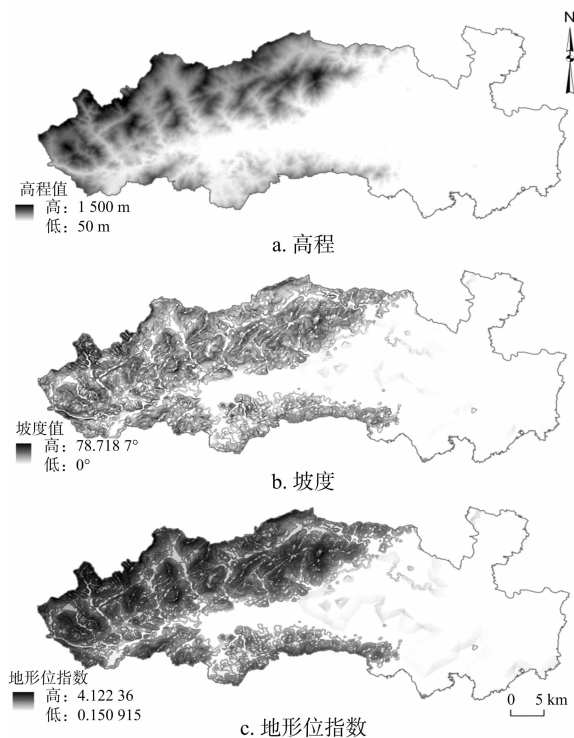 N
高程值
高：1 500 m
低：50 m
a. 高程
坡度值
高：78.718 7°
低：0°
b. 坡度
地形位指数
高：4.122 36
低：0.150 915
0 5 km
c. 地形位指数